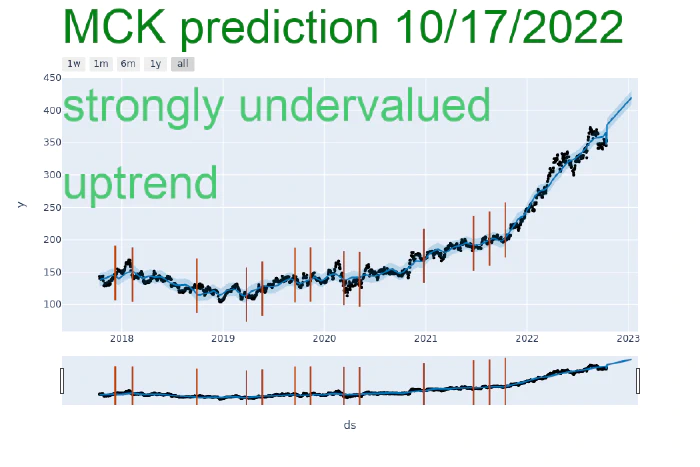 MCK prediction 10/17/2022
1w 1m 6m 1y all
450
strongly undervalued
400
350
300
uptrend
250
y
200
150
100
2018 2019 2020 2021 2022 2023
ds